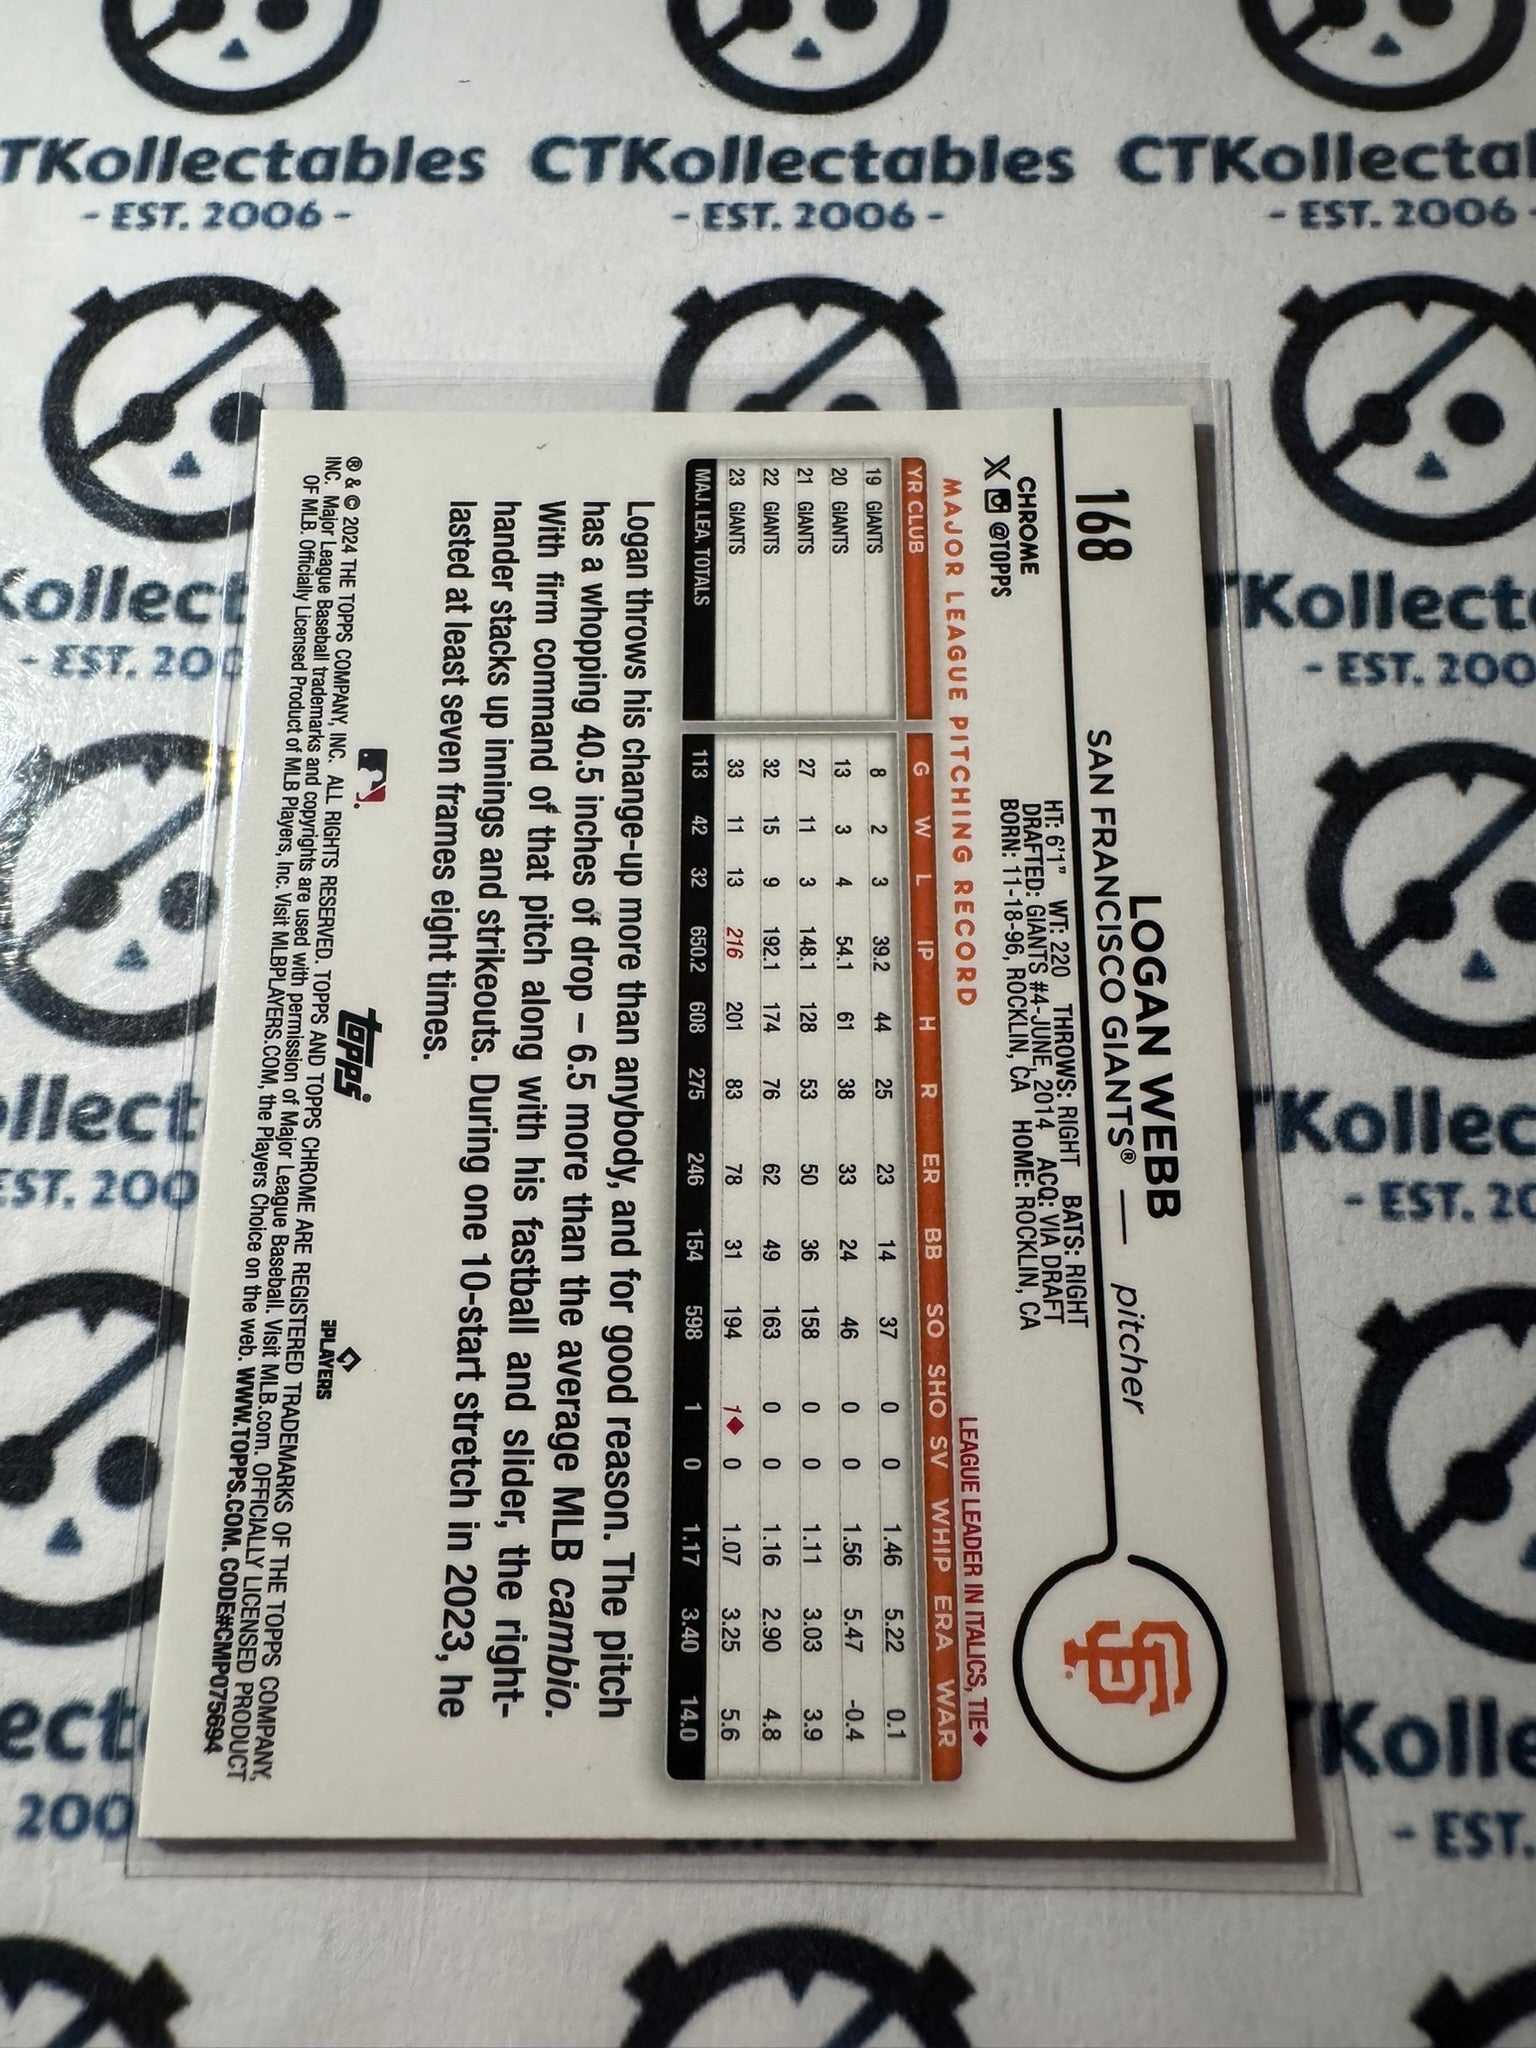 CTKollectables
- EST. 2006 -
168
LOGAN WEBB
SAN FRANCISCO GIANTS® — pitcher
CHROME
X @TOPPS
HT: 6'1" WT: 220 THROWS: RIGHT BATS: RIGHT
DRAFTED: GIANTS #4-JUNE, 2014 ACQ: VIA DRAFT
BORN: 11-18-96, ROCKLIN, CA HOME: ROCKLIN, CA
SF
MAJOR LEAGUE PITCHING RECORD
LEAGUE LEADER IN ITALICS, TIE♦
YR CLUB G W L IP H R ER BB SO SHO SV WHIP ERA WAR
19 GIANTS 8 2 3 39.2 44 25 23 14 37 0 0 1.46 5.22 0.1
20 GIANTS 13 3 4 54.1 61 38 33 24 46 0 0 1.56 5.47 -0.4
21 GIANTS 27 11 3 148.1 128 53 50 36 158 0 0 1.11 3.03 3.9
22 GIANTS 32 15 9 192.1 174 76 62 49 163 0 0 1.16 2.90 4.8
23 GIANTS 33 11 13 216 201 83 78 31 194 1♦ 0 1.07 3.25 5.6
MAJ. LEA. TOTALS 113 42 32 650.2 608 275 246 154 598 1 0 1.17 3.40 14.0
Logan throws his change-up more than anybody, and for good reason. The pitch
has a whopping 40.5 inches of drop – 6.5 more than the average MLB cambio.
With firm command of that pitch along with his fastball and slider, the right-
hander stacks up innings and strikeouts. During one 10-start stretch in 2023, he
lasted at least seven frames eight times.
TOPPS
PLAYERS
® & © 2024 THE TOPPS COMPANY, INC. ALL RIGHTS RESERVED. TOPPS AND TOPPS CHROME ARE REGISTERED TRADEMARKS OF THE TOPPS COMPANY,
INC. Major League Baseball trademarks and copyrights are used with permission of Major League Baseball. Visit MLB.com. OFFICIALLY LICENSED PRODUCT
OF MLB. Officially Licensed Product of MLB Players, Inc. Visit MLBPLAYERS.COM, the Players Choice on the web. WWW.TOPPS.COM. CODE#CMP075694